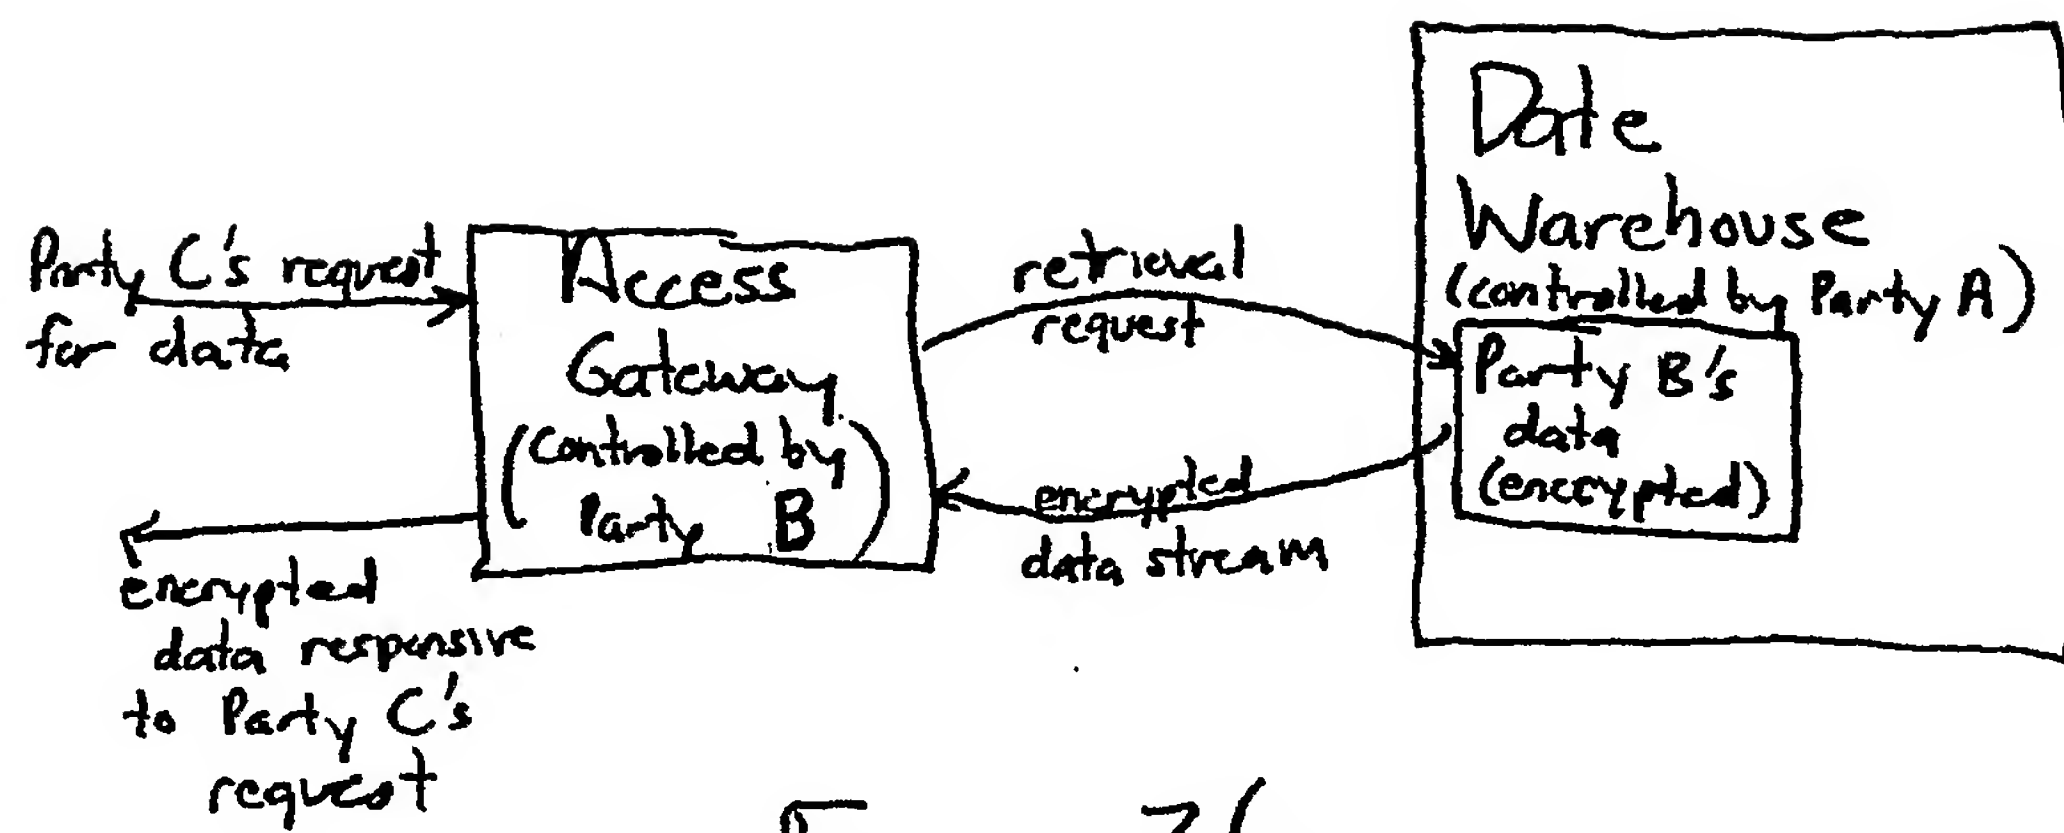 Party C's request
for data
Access
Gateway
(controlled by
Party B)
encrypted
data responsive
to Party C's
request
retrieval
request
encrypted
data stream
Date
Warehouse
(controlled by Party A)
Party B's
data
(encrypted)